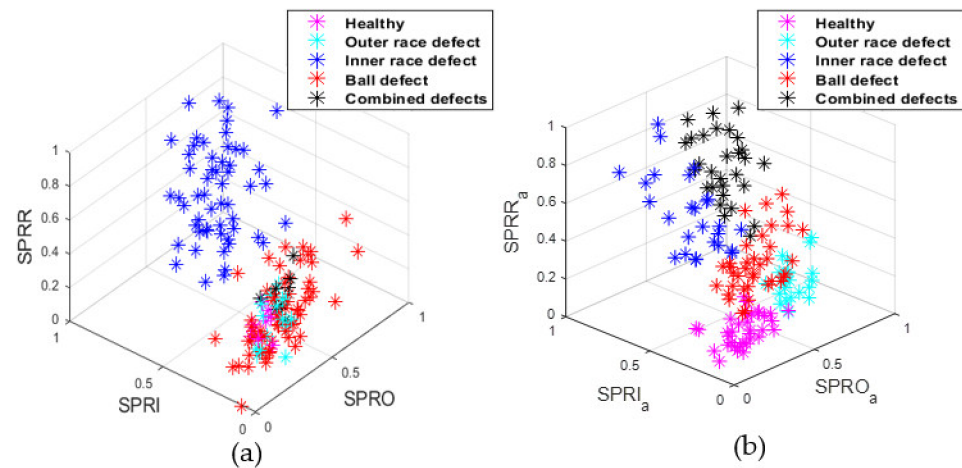 Healthy
Outer race defect
Inner race defect
Ball defect
Combined defects
SPRR
1
0.8
0.6
0.4
0.2
0
1
0.5
0
SPRI
0
0.5
1
SPRO
(a)
Healthy
Outer race defect
Inner race defect
Ball defect
Combined defects
SPRRa
1
0.8
0.6
0.4
0.2
0
1
0.5
0
SPRIa
0
0.5
1
SPROa
(b)